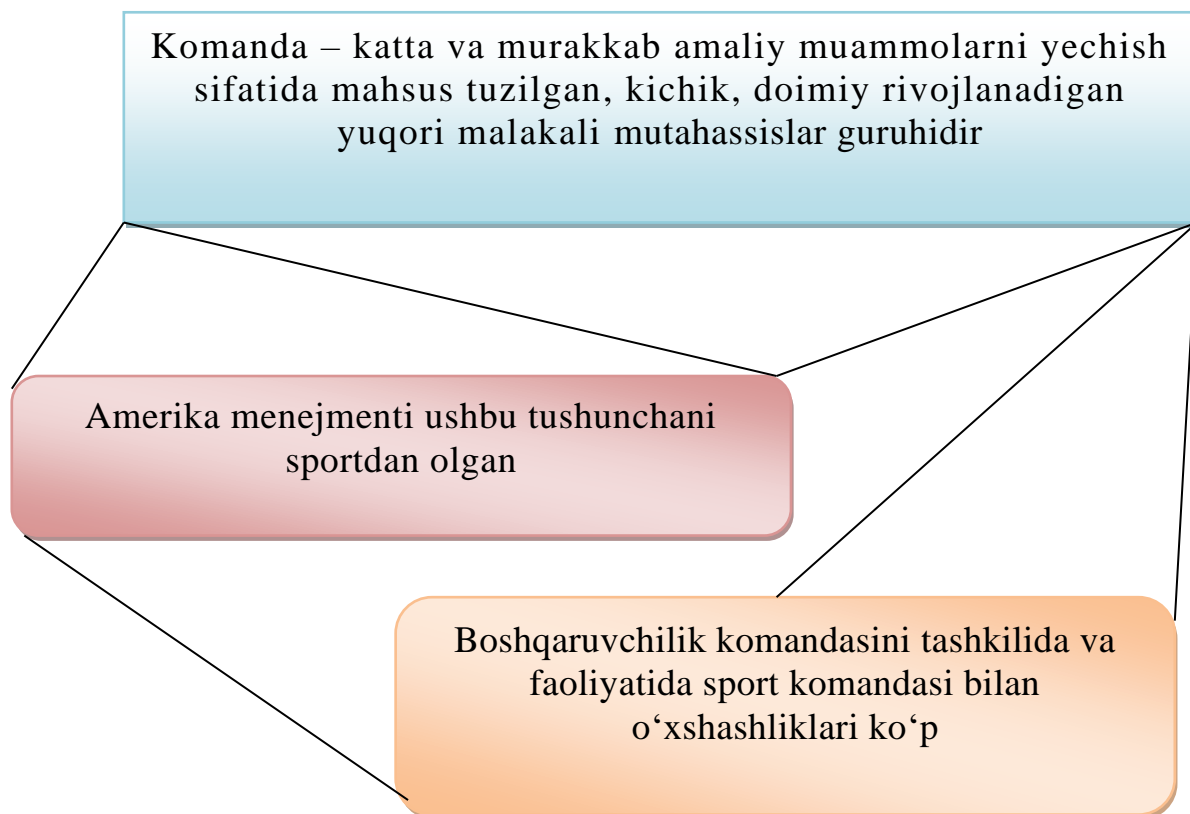 Komanda – katta va murakkab amaliy muammolarni yechish
sifatida mahsus tuzilgan, kichik, doimiy rivojlanadigan
yuqori malakali mutahassislar guruhidir
Amerika menejmenti ushbu tushunchani
sportdan olgan
Boshqaruvchilik komandasini tashkilida va
faoliyatida sport komandasi bilan
o‘xshashliklari ko‘p